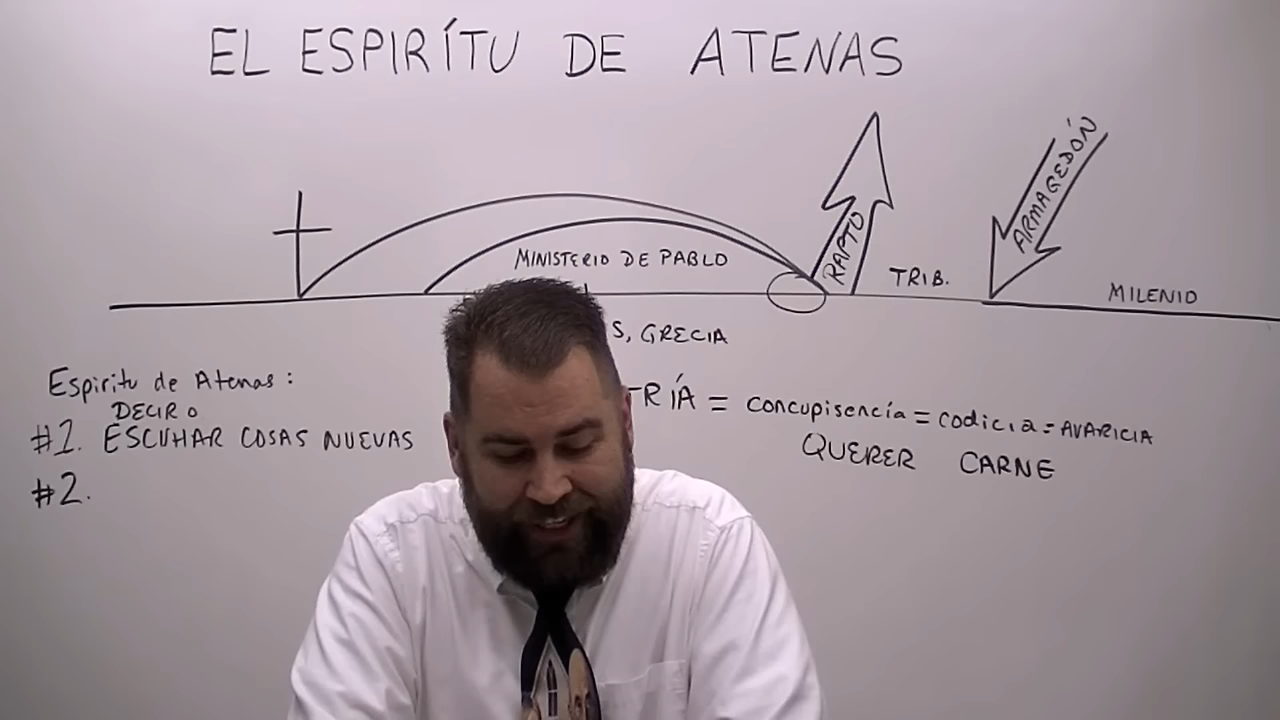 EL ESPIRÍTU DE ATENAS
ARMAGEDÓN
RAPTO
MINISTERIO DE PABLO
TRIB.
MILENIO
S, GRECIA
Espiritu de Atenas:
DECIR O
#1. ESCUHAR COSAS NUEVAS
#2.
TRÍA = concupisencía = codicia = AVARICIA
QUERER CARNE